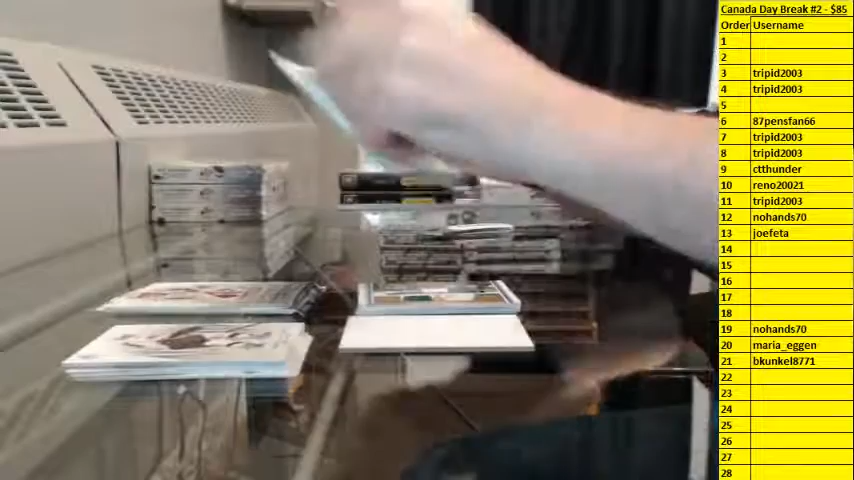 Canada Day Break #2 - $85
Order Username
1
2
3 tripid2003
4 tripid2003
5
6 87pensfan66
7 tripid2003
8 tripid2003
9 ctthunder
10 reno20021
11 tripid2003
12 nohands70
13 joefeta
14
15
16
17
18
19 nohands70
20 maria_eggen
21 bkunkel8771
22
23
24
25
26
27
28